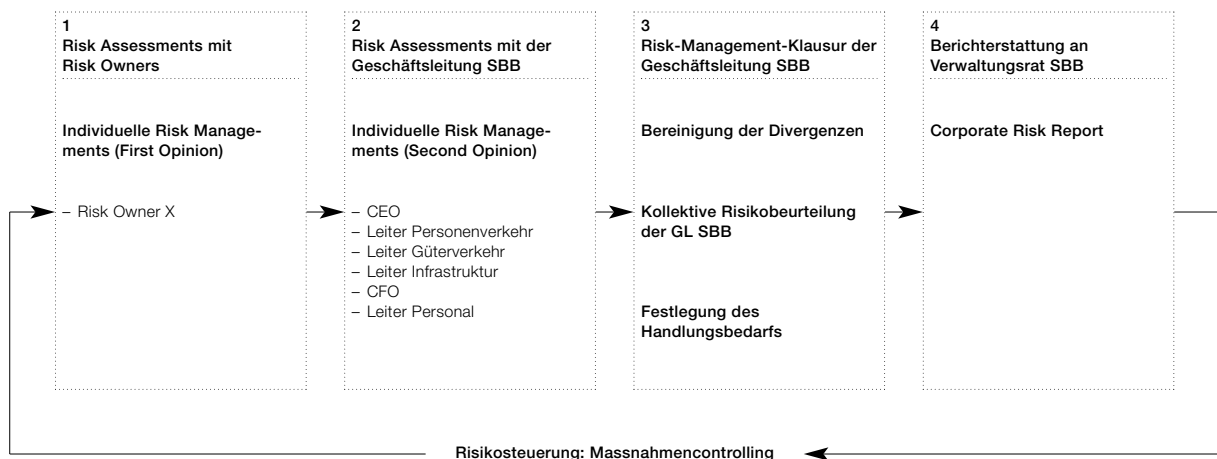 1
Risk Assessments mit
Risk Owners
Individuelle Risk Manage-
ments (First Opinion)
– Risk Owner X
2
Risk Assessments mit der
Geschäftsleitung SBB
Individuelle Risk Manage-
ments (Second Opinion)
– CEO
– Leiter Personenverkehr
– Leiter Güterverkehr
– Leiter Infrastruktur
– CFO
– Leiter Personal
3
Risk-Management-Klausur der
Geschäftsleitung SBB
Bereinigung der Divergenzen
Kollektive Risikobeurteilung
der GL SBB
Festlegung des
Handlungsbedarfs
4
Berichterstattung an
Verwaltungsrat SBB
Corporate Risk Report
Risikosteuerung: Massnahmencontrolling